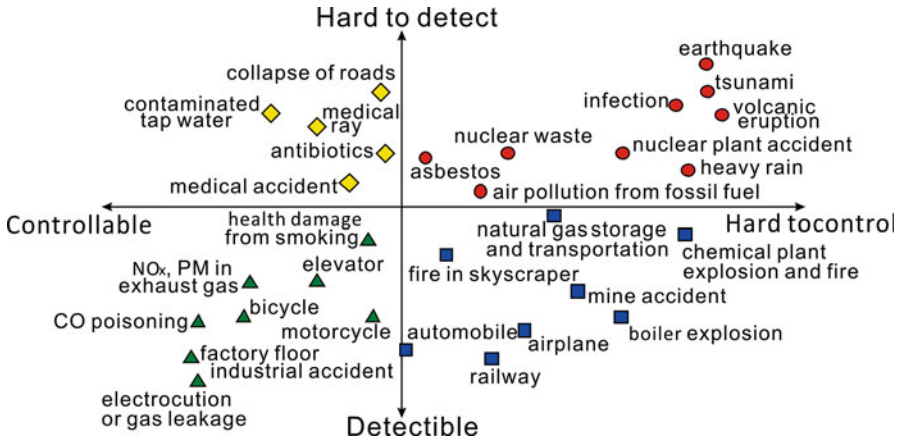 Hard to detect
earthquake
collapse of roads
tsunami
contaminated
tap water
medical
ray
infection
volcanic
eruption
nuclear waste
nuclear plant accident
antibiotics
asbestos
heavy rain
medical accident
air pollution from fossil fuel
Controllable
Hard tocontrol
health damage
from smoking
natural gas storage
and transportation
chemical plant
explosion and fire
NOx, PM in
exhaust gas
elevator
fire in skyscraper
mine accident
bicycle
CO poisoning
motorcycle
automobile
airplane
boiler explosion
factory floor
industrial accident
railway
electrocution
or gas leakage
Detectible